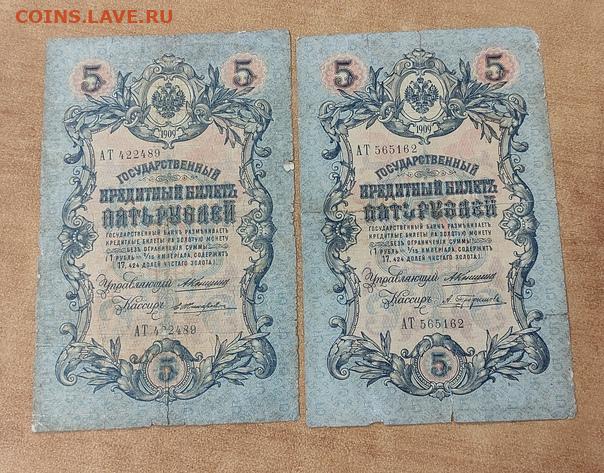 COINS.LAVE.RU
5 5
1909
АТ 422489
ГОСУДАРСТВЕННЫЙ
КРЕДИТНЫЙ БИЛЕТЪ
ПЯТЬ РУБЛЕЙ
ГОСУДАРСТВЕННЫЙ БАНКЪ РАЗМѢНИВАЕТЪ
КРЕДИТНЫЕ БИЛЕТЫ НА ЗОЛОТУЮ МОНЕТУ
БЕЗЪ ОГРАНИЧЕНІЯ СУММЫ
(1 РУБЛЬ = 1/15 ИМПЕРІАЛА, СОДЕРЖИТЪ
17,424 ДОЛЕЙ ЧИСТАГО ЗОЛОТА)
Управляющій
Кассиръ
АТ 422489
5
5 5
1909
АТ 565162
ГОСУДАРСТВЕННЫЙ
КРЕДИТНЫЙ БИЛЕТЪ
ПЯТЬ РУБЛЕЙ
ГОСУДАРСТВЕННЫЙ БАНКЪ РАЗМѢНИВАЕТЪ
КРЕДИТНЫЕ БИЛЕТЫ НА ЗОЛОТУЮ МОНЕТУ
БЕЗЪ ОГРАНИЧЕНІЯ СУММЫ
(1 РУБЛЬ = 1/15 ИМПЕРІАЛА, СОДЕРЖИТЪ
17,424 ДОЛЕЙ ЧИСТАГО ЗОЛОТА)
Управляющій
Кассиръ
АТ 565162
5